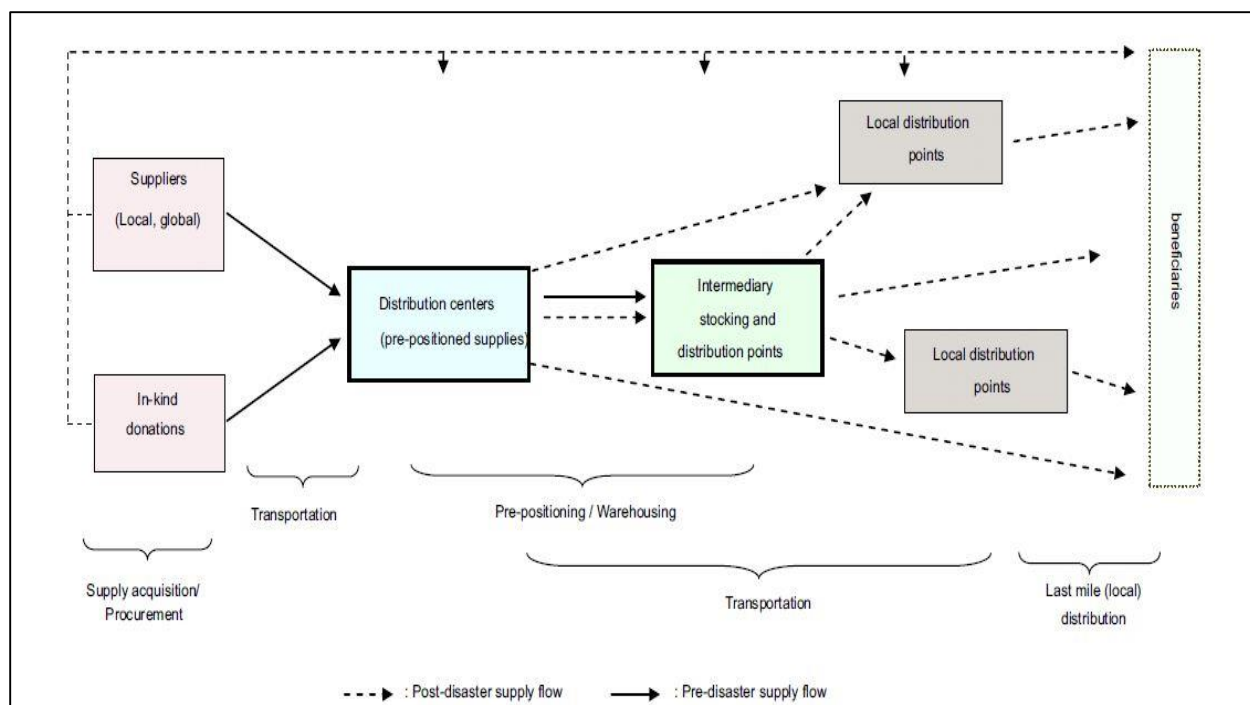 Local distribution
points
Suppliers
(Local, global)
beneficiaries
Distribution centers
(pre-positioned supplies)
Intermediary
stocking and
distribution points
Local distribution
points
In-kind
donations
Transportation
Pre-positioning / Warehousing
Supply acquisition/
Procurement
Transportation
Last mile (local)
distribution
: Post-disaster supply flow
: Pre-disaster supply flow